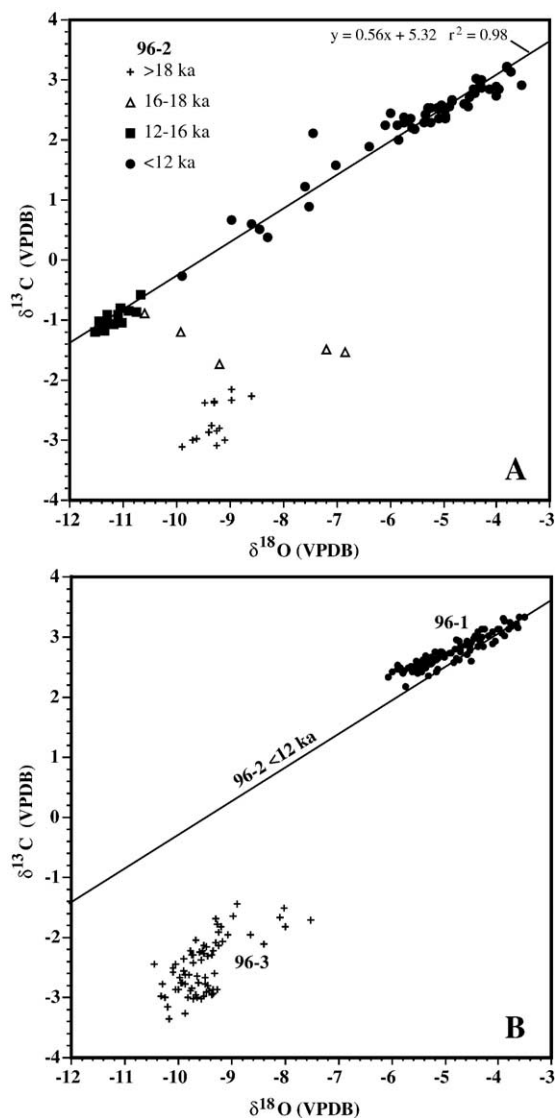 y = 0.56x + 5.32 r² = 0.98
96-2
>18 ka
16-18 ka
12-16 ka
<12 ka
4
3
2
1
0
-1
-2
-3
-4
δ¹³C (VPDB)
A
-12 -11 -10 -9 -8 -7 -6 -5 -4 -3
δ¹⁸O (VPDB)
4
3
2
1
0
-1
-2
-3
-4
δ¹³C (VPDB)
96-1
96-2 <12 ka
96-3
B
-12 -11 -10 -9 -8 -7 -6 -5 -4 -3
δ¹⁸O (VPDB)